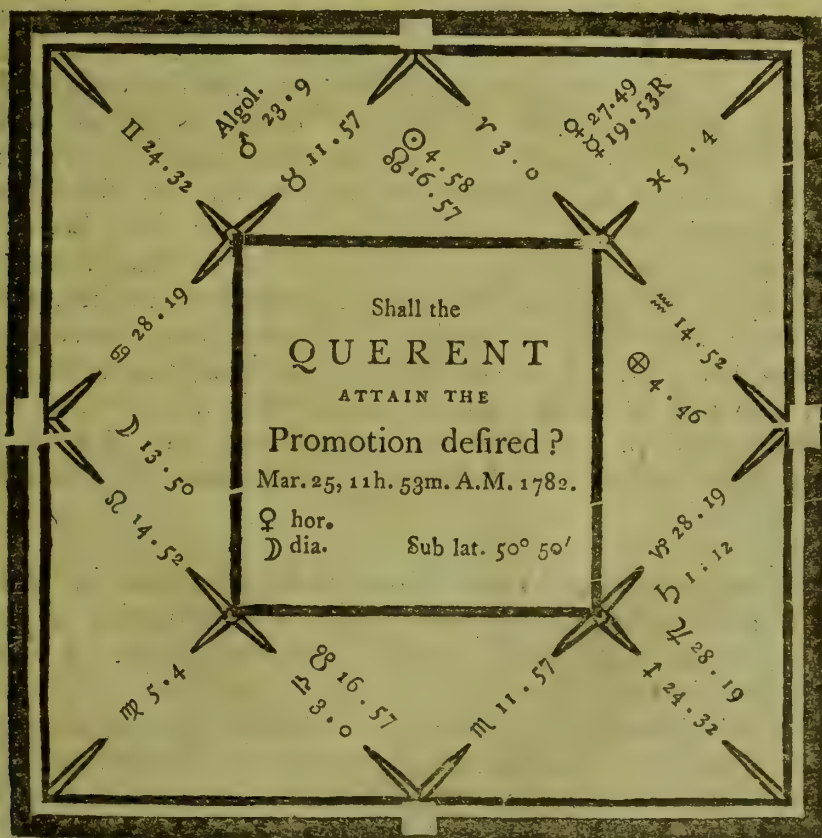 Algol.
♂ 23 . 9
♊ 24.32
♉ 11 . 57
☉ 4.58
☊ 16.57
♈ 3 . 0
♀ 27.49
☿ 19.53R
♓ 5 . 4
♋ 28 . 19
♒ 14 . 52
⊗ 4 . 46
☽ 13.50
♌ 14 . 52
Shall the
QUERENT
ATTAIN THE
Promotion deſired ?
Mar. 25, 11h. 53m. A.M. 1782.
♀ hor.
☽ dia. Sub lat. 50° 50′
♑ 28 . 19
♄ 1 . 12
♃ 28 . 19
♐ 24 . 32
♍ 5 . 4
☋ 16 . 57
♎ 3 . 0
♏ 11 . 57